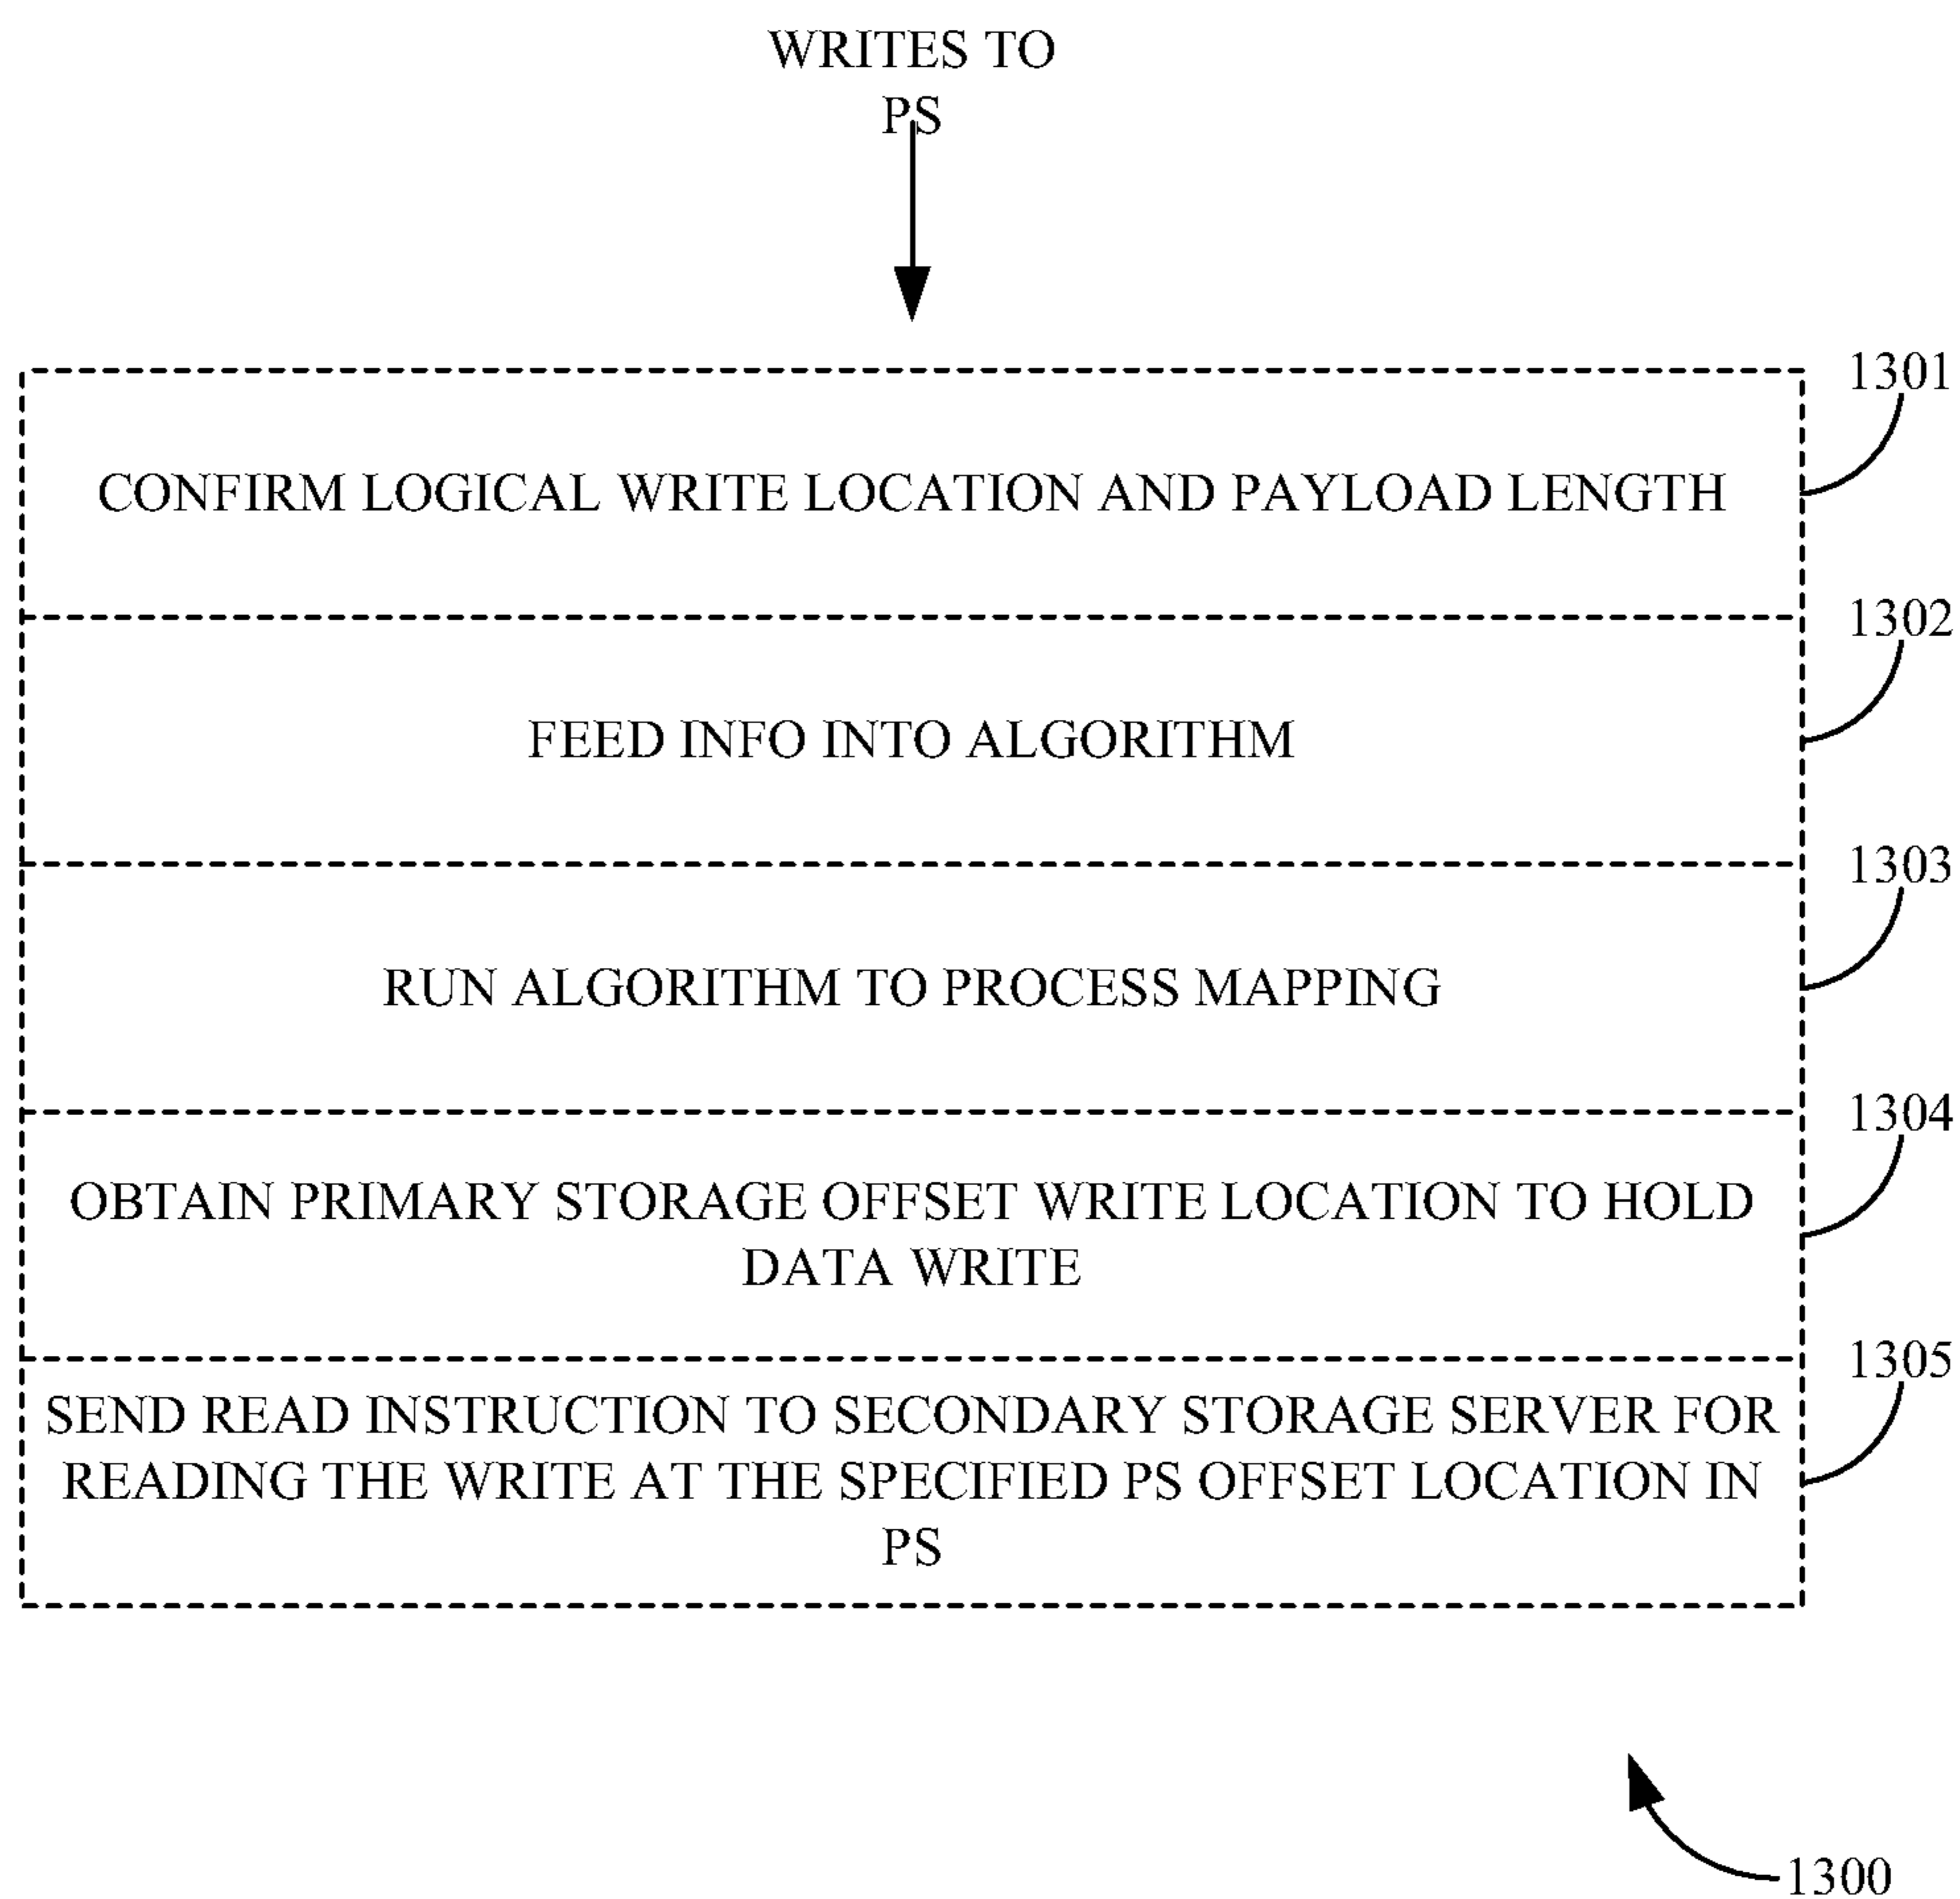 WRITES TO
PS
1301
CONFIRM LOGICAL WRITE LOCATION AND PAYLOAD LENGTH
1302
FEED INFO INTO ALGORITHM
1303
RUN ALGORITHM TO PROCESS MAPPING
1304
OBTAIN PRIMARY STORAGE OFFSET WRITE LOCATION TO HOLD
DATA WRITE
1305
SEND READ INSTRUCTION TO SECONDARY STORAGE SERVER FOR
READING THE WRITE AT THE SPECIFIED PS OFFSET LOCATION IN
PS
1300